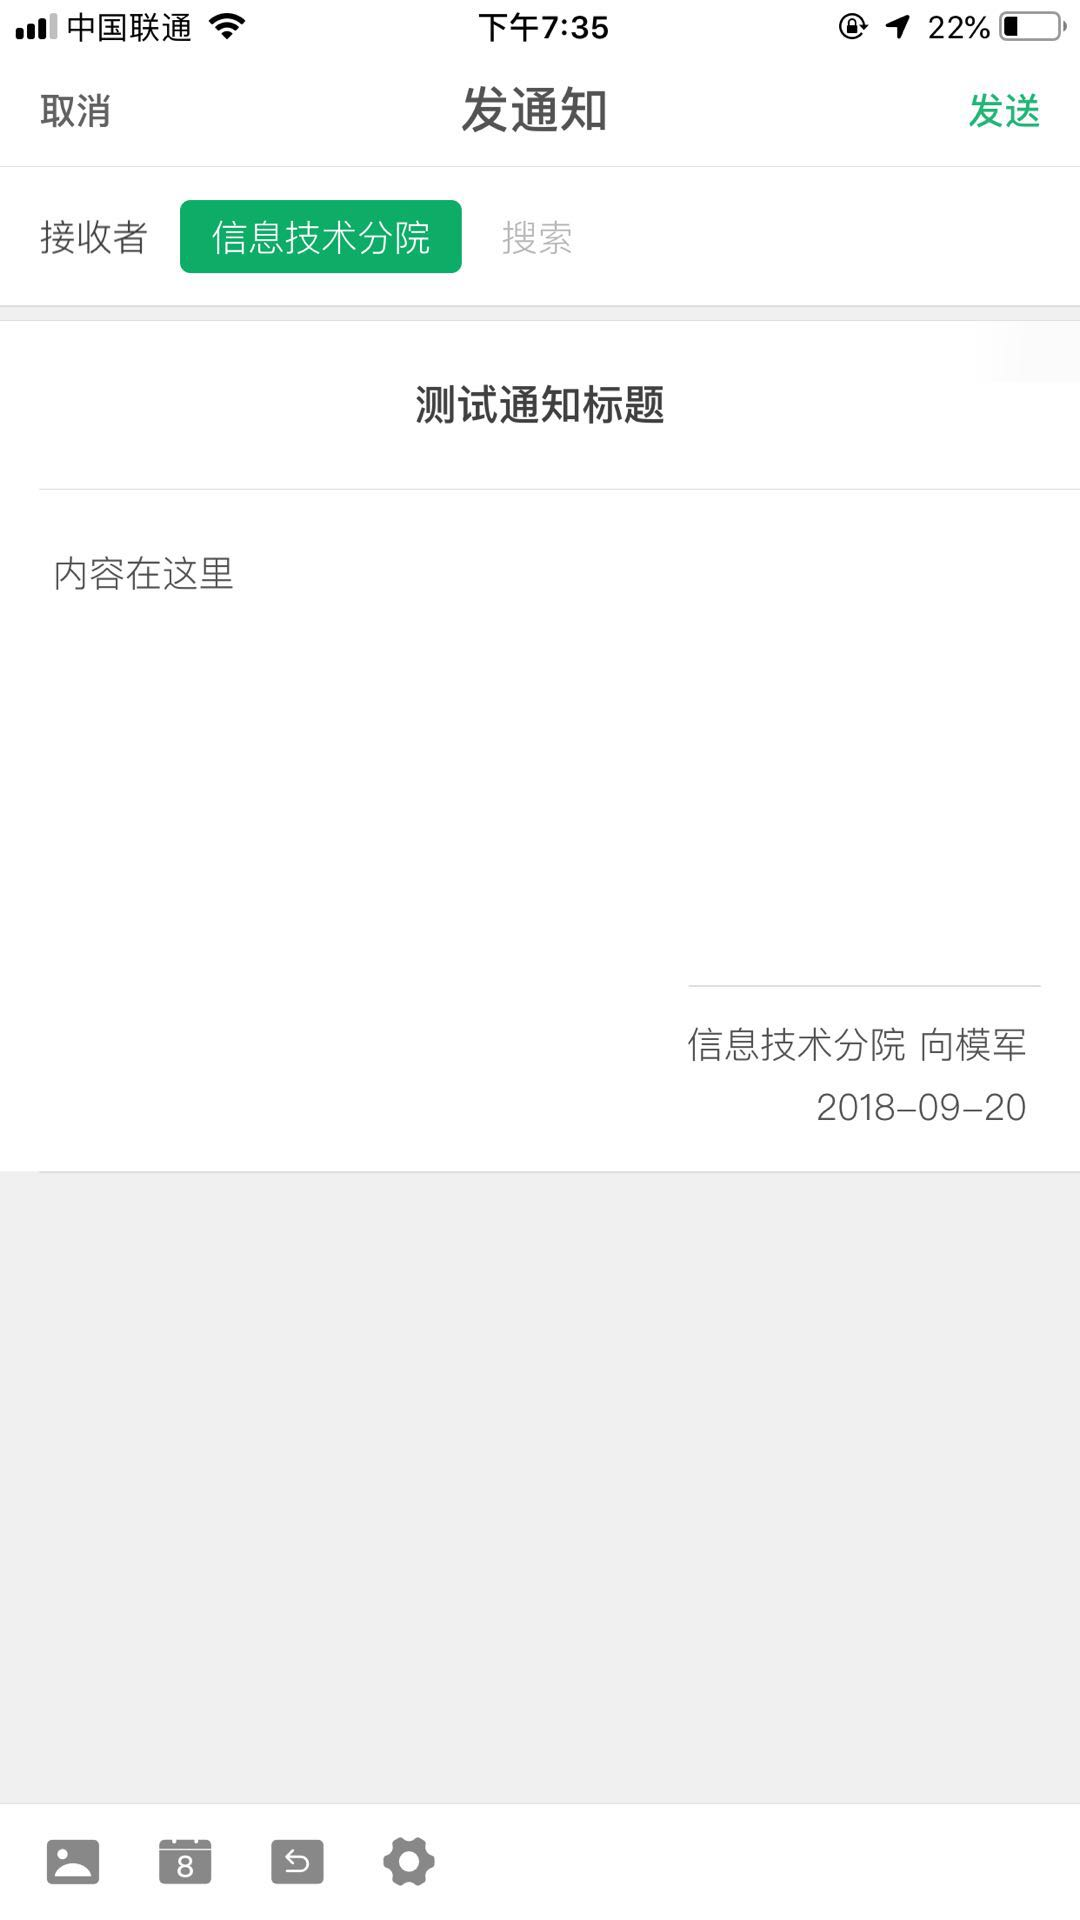 中国联通 下午7:35 22%
取消 发通知 发送
接收者 信息技术分院 搜索
测试通知标题
内容在这里
信息技术分院 向模军
2018-09-20
8